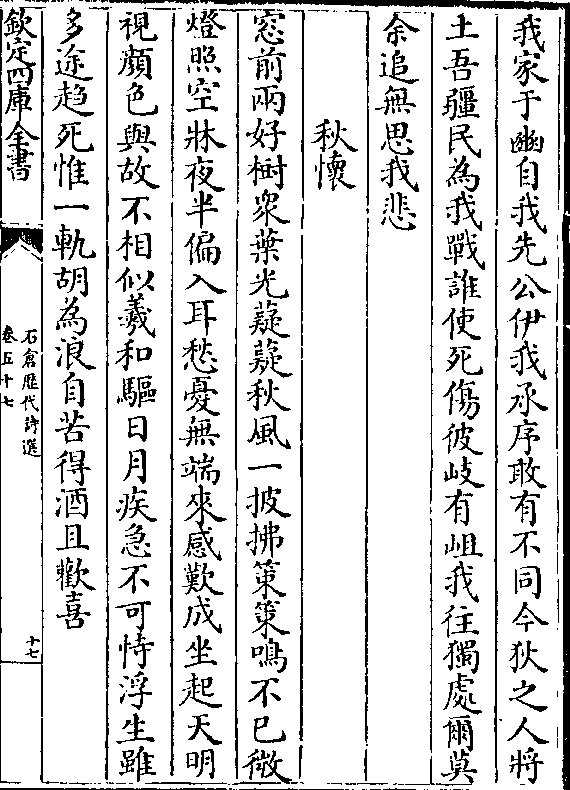 我家于豳自我先公伊我承序敢有不同今狄之人將
土吾疆民為我戰誰使死傷彼岐有岨我往獨處爾莫
余追無思我悲
秋懷
窓前兩好樹衆葉光薿薿秋風一披拂策策鳴不已微
燈照空牀夜半偏入耳愁憂無端來感歎成坐起天明
視顏色與故不相似羲和驅日月疾急不可恃浮生雖
多途趋死惟一軌胡為浪自苦得酒且歡喜
欽定四庫全書
石倉歴代詩選
卷五十七
十七